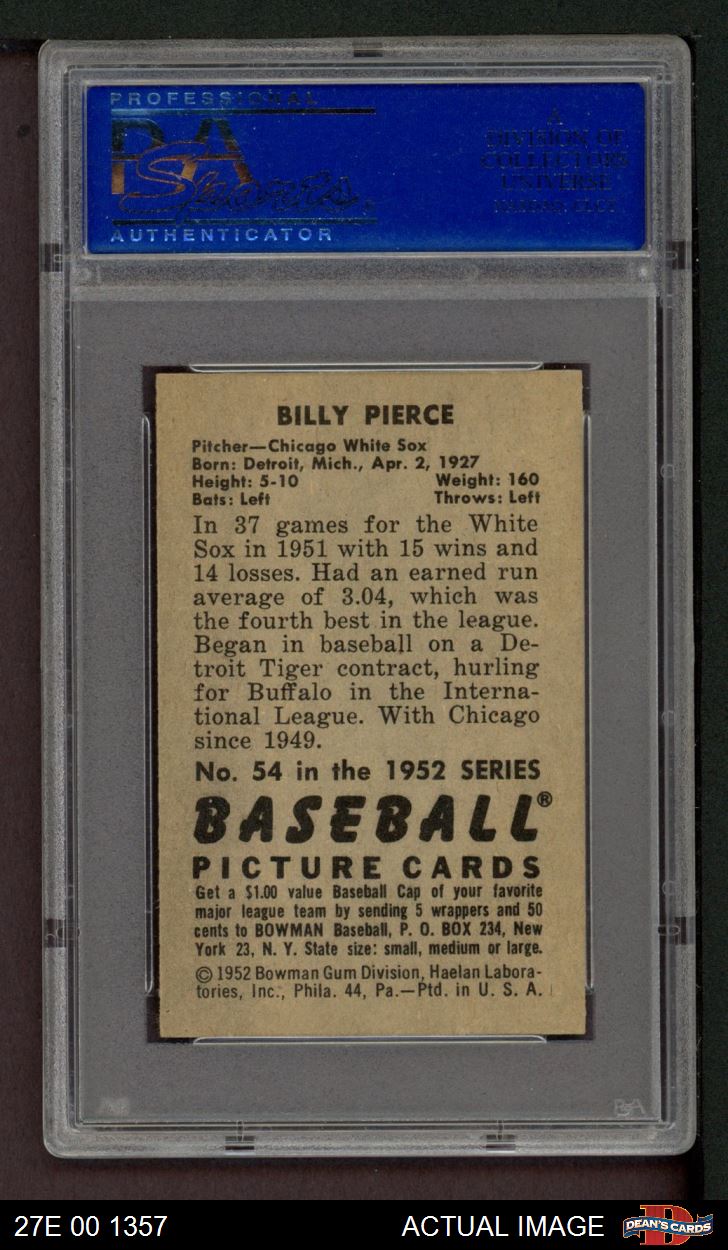 PROFESSIONAL
PSA
Sports
AUTHENTICATOR
A
DIVISION OF
COLLECTORS
UNIVERSE
NASDAQ: CLCT
BILLY PIERCE
Pitcher—Chicago White Sox
Born: Detroit, Mich., Apr. 2, 1927
Height: 5-10 Weight: 160
Bats: Left Throws: Left
In 37 games for the White
Sox in 1951 with 15 wins and
14 losses. Had an earned run
average of 3.04, which was
the fourth best in the league.
Began in baseball on a De-
troit Tiger contract, hurling
for Buffalo in the Interna-
tional League. With Chicago
since 1949.
No. 54 in the 1952 SERIES
BASEBALL®
PICTURE CARDS
Get a $1.00 value Baseball Cap of your favorite
major league team by sending 5 wrappers and 50
cents to BOWMAN Baseball, P. O. BOX 234, New
York 23, N. Y. State size: small, medium or large.
© 1952 Bowman Gum Division, Haelan Labora-
tories, Inc., Phila. 44, Pa.—Ptd. in U. S. A.
PSA
27E 00 1357 ACTUAL IMAGE DEAN'S CARDS